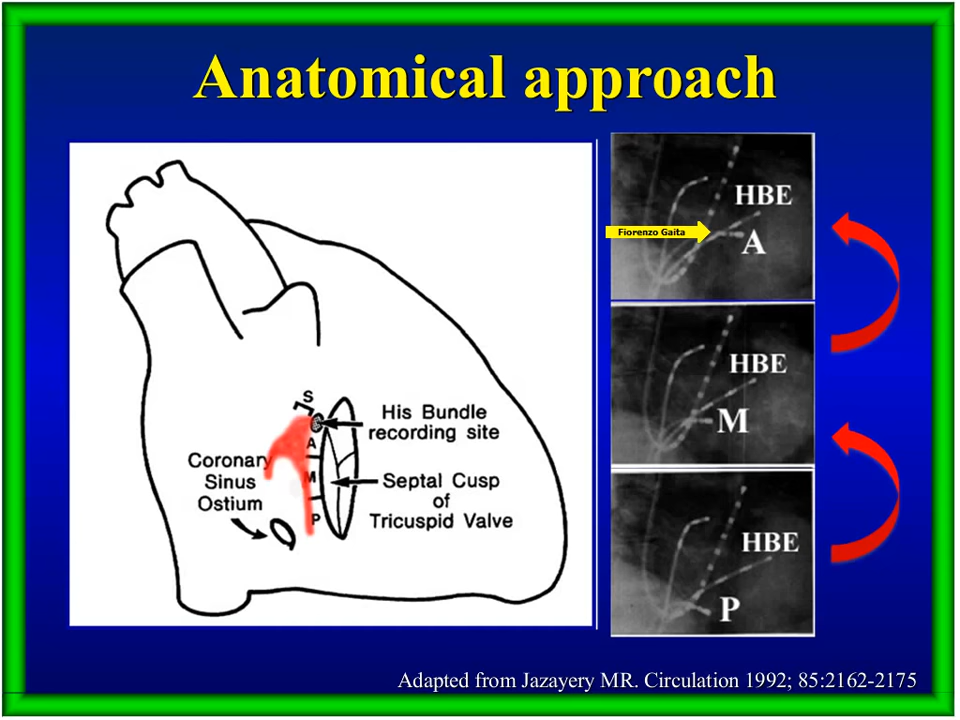 Anatomical approach
S
His Bundle
recording site
A
Coronary
Sinus
Ostium
M
Septal Cusp
of
Tricuspid Valve
P
HBE
Fiorenzo Gaita
A
HBE
M
HBE
P
Adapted from Jazayery MR. Circulation 1992; 85:2162-2175